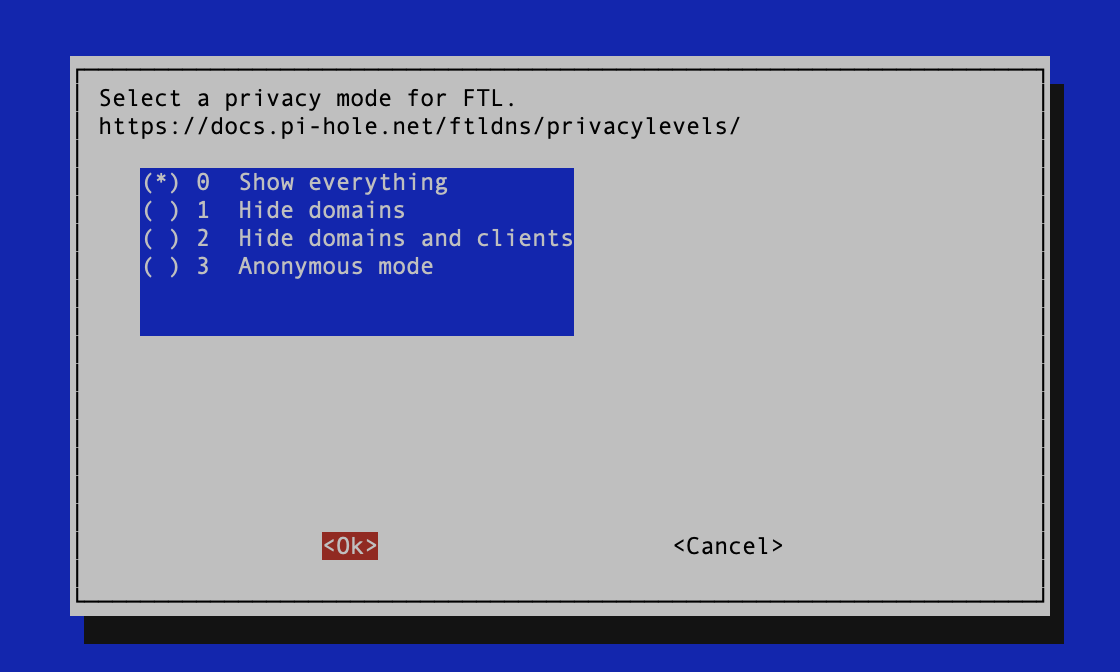 Select a privacy mode for FTL.
https://docs.pi-hole.net/ftldns/privacylevels/
(*) 0  Show everything
( ) 1  Hide domains
( ) 2  Hide domains and clients
( ) 3  Anonymous mode
<Ok> <Cancel>